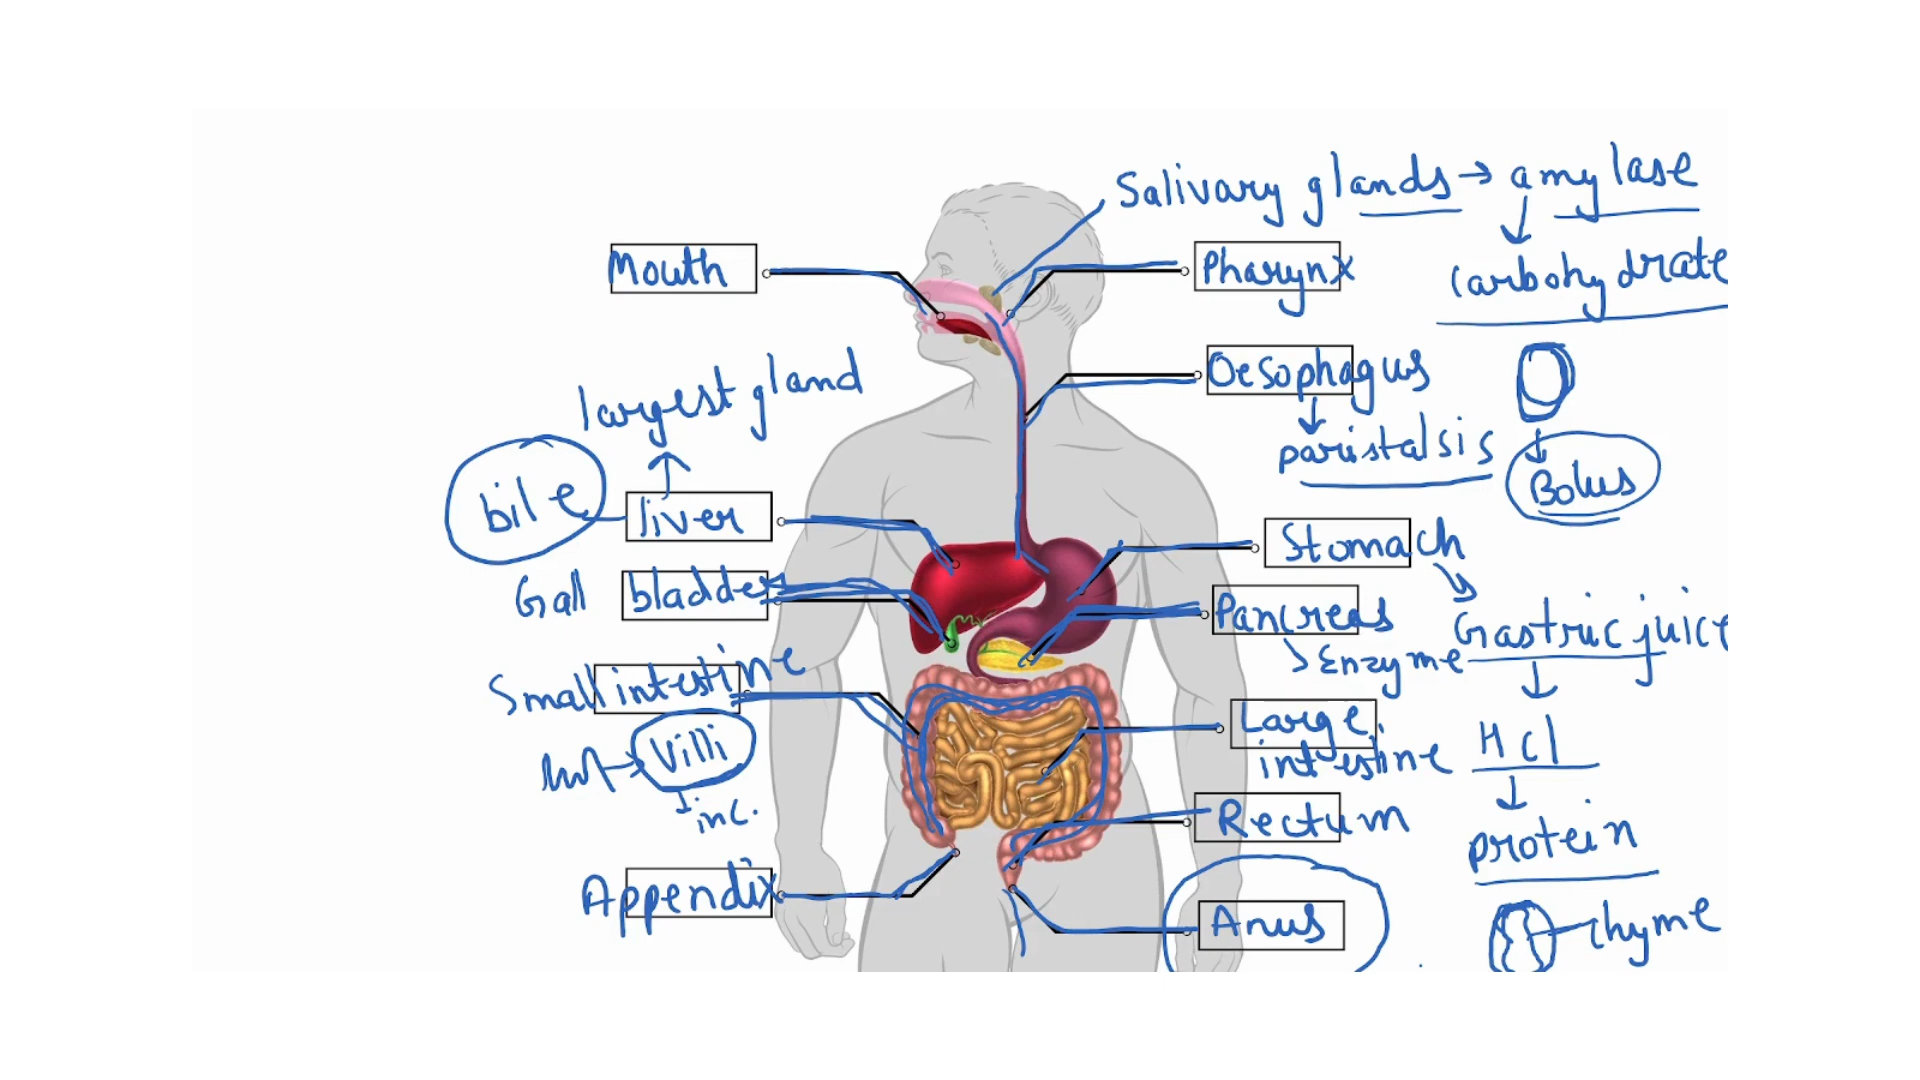 Salivary glands → amylase
Mouth
Pharynx
carbohydrate
largest gland
Oesophagus
paristalsis
Bolus
bile
liver
Stomach
Gall bladder
Pancreas
Gastric juice
Enzyme
Small intestine
Villi
inc.
Large
intestine
HCl
Rectum
protein
Appendix
Anus
chyme